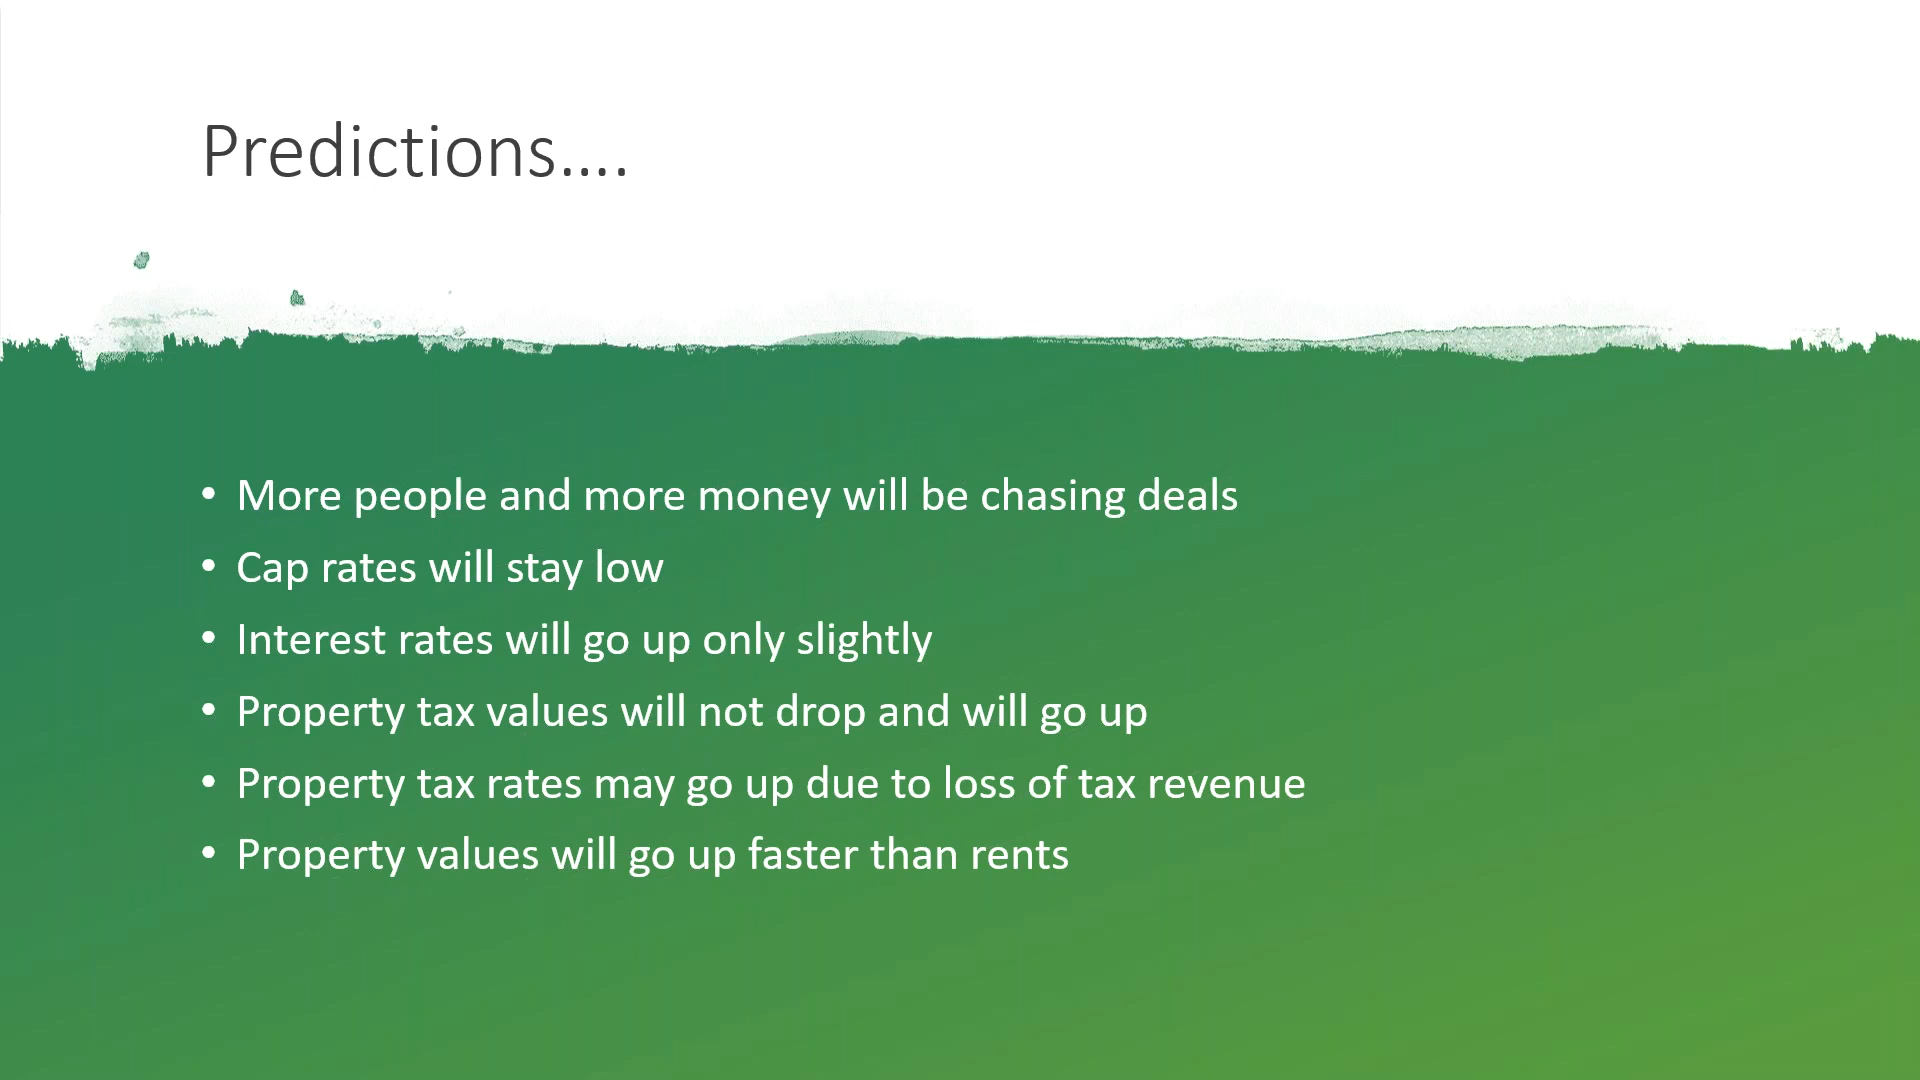 Predictions....
• More people and more money will be chasing deals
• Cap rates will stay low
• Interest rates will go up only slightly
• Property tax values will not drop and will go up
• Property tax rates may go up due to loss of tax revenue
• Property values will go up faster than rents